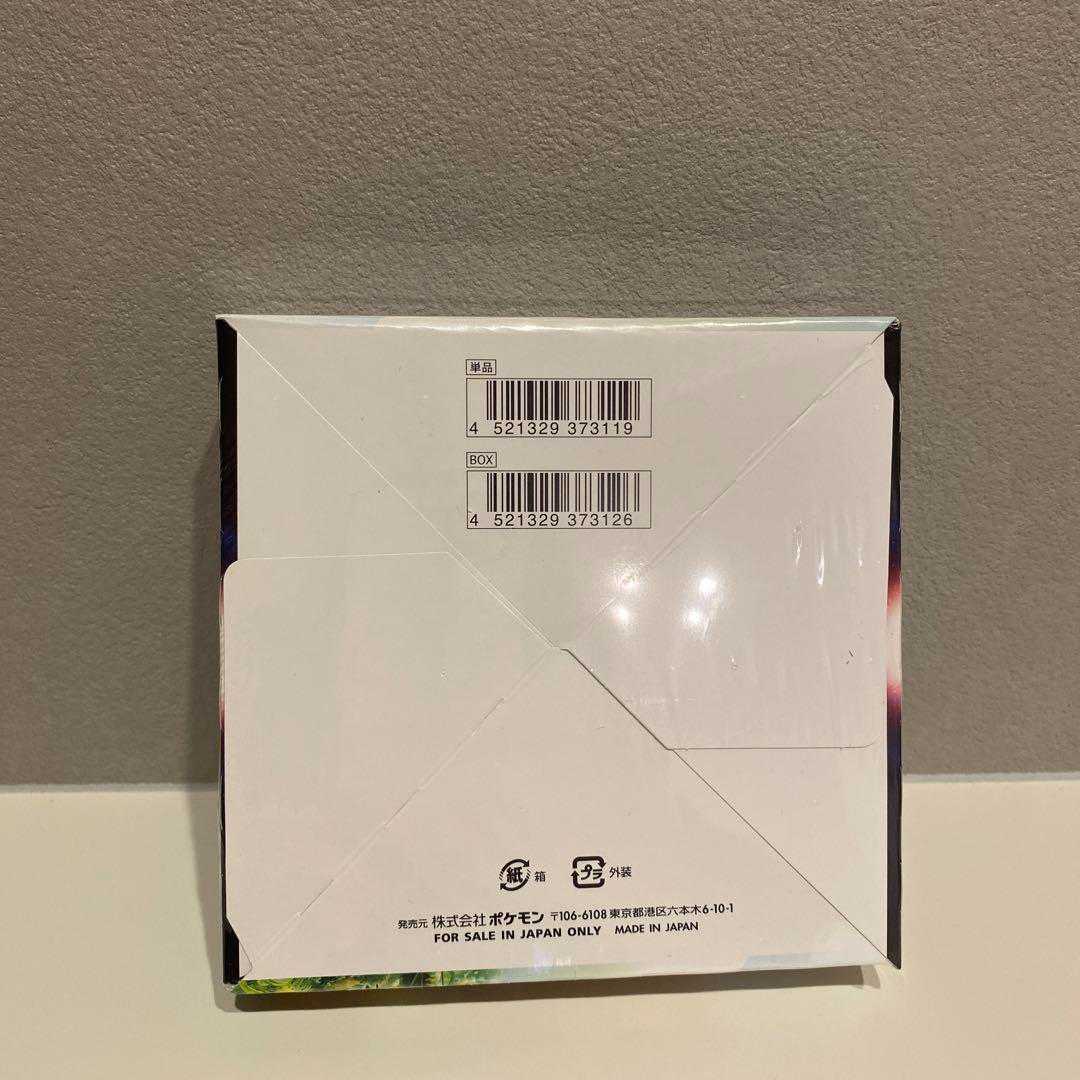 単品
4 521329 373119
BOX
4 521329 373126
紙 箱 プラ 外装
発売元 株式会社 ポケモン 〒106-6108 東京都港区六本木6-10-1
FOR SALE IN JAPAN ONLY MADE IN JAPAN